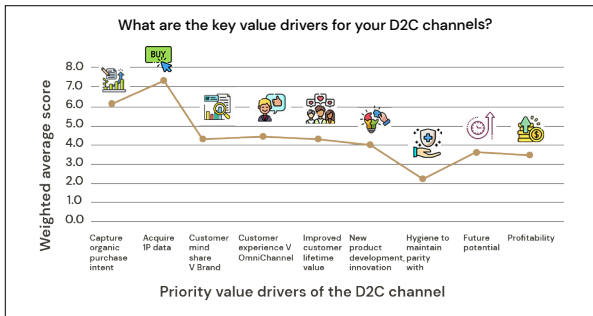 What are the key value drivers for your D2C channels?
Weighted average score
8.0
7.0
6.0
5.0
4.0
3.0
2.0
1.0
0.0
BUY
Capture
organic
purchase
intent
Acquire
1P data
Customer
mind
share
V Brand
Customer
experience V
OmniChannel
Improved
customer
lifetime
value
New
product
development,
innovation
Hygiene to
maintain
parity
with
Future
potential
Profitability
Priority value drivers of the D2C channel